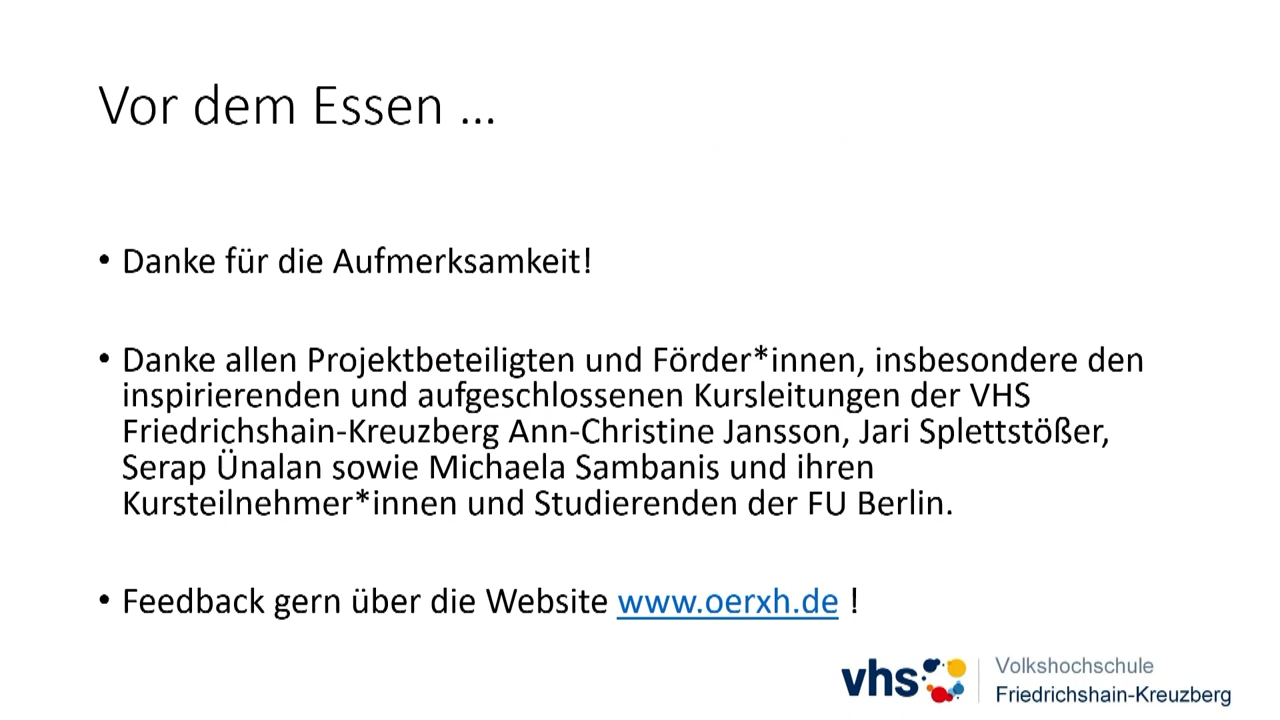 Vor dem Essen ...
• Danke für die Aufmerksamkeit!
• Danke allen Projektbeteiligten und Förder*innen, insbesondere den
inspirierenden und aufgeschlossenen Kursleitungen der VHS
Friedrichshain-Kreuzberg Ann-Christine Jansson, Jari Splettstößer,
Serap Ünalan sowie Michaela Sambanis und ihren
Kursteilnehmer*innen und Studierenden der FU Berlin.
• Feedback gern über die Website www.oerxh.de !
vhs
Volkshochschule
Friedrichshain-Kreuzberg